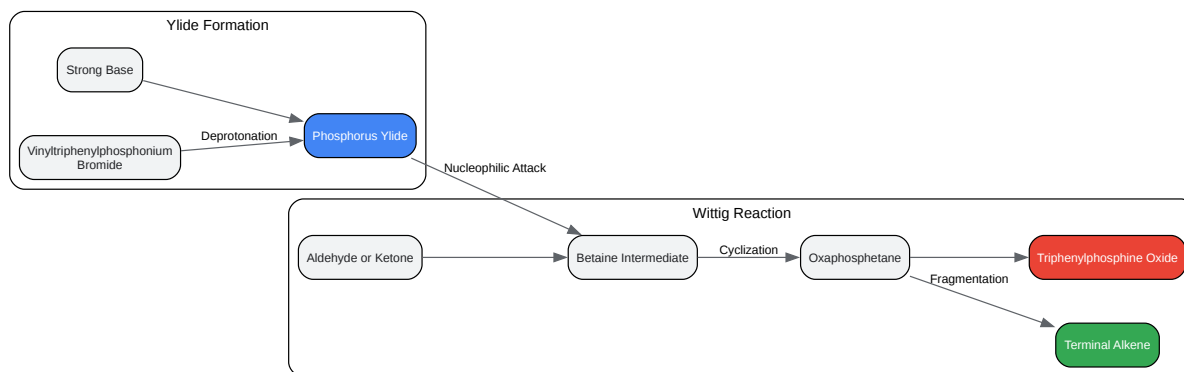 Ylide Formation
Strong Base
Deprotonation
Phosphorus Ylide
Vinyltriphenylphosphonium
Bromide
Nucleophilic Attack
Wittig Reaction
Aldehyde or Ketone
Betaine Intermediate
Cyclization
Oxaphosphetane
Triphenylphosphine Oxide
Fragmentation
Terminal Alkene